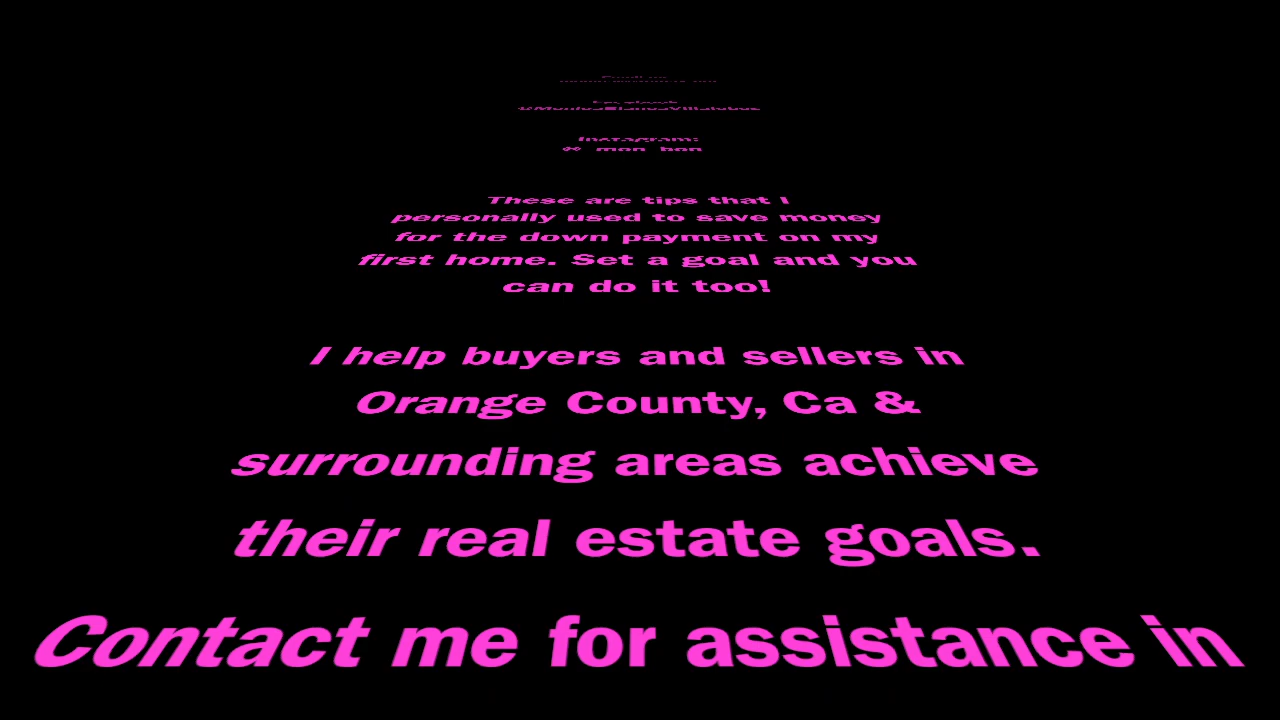 Instagram:
These are tips that I
personally used to save money
for the down payment on my
first home. Set a goal and you
can do it too!
I help buyers and sellers in
Orange County, Ca &
surrounding areas achieve
their real estate goals.
Contact me for assistance in